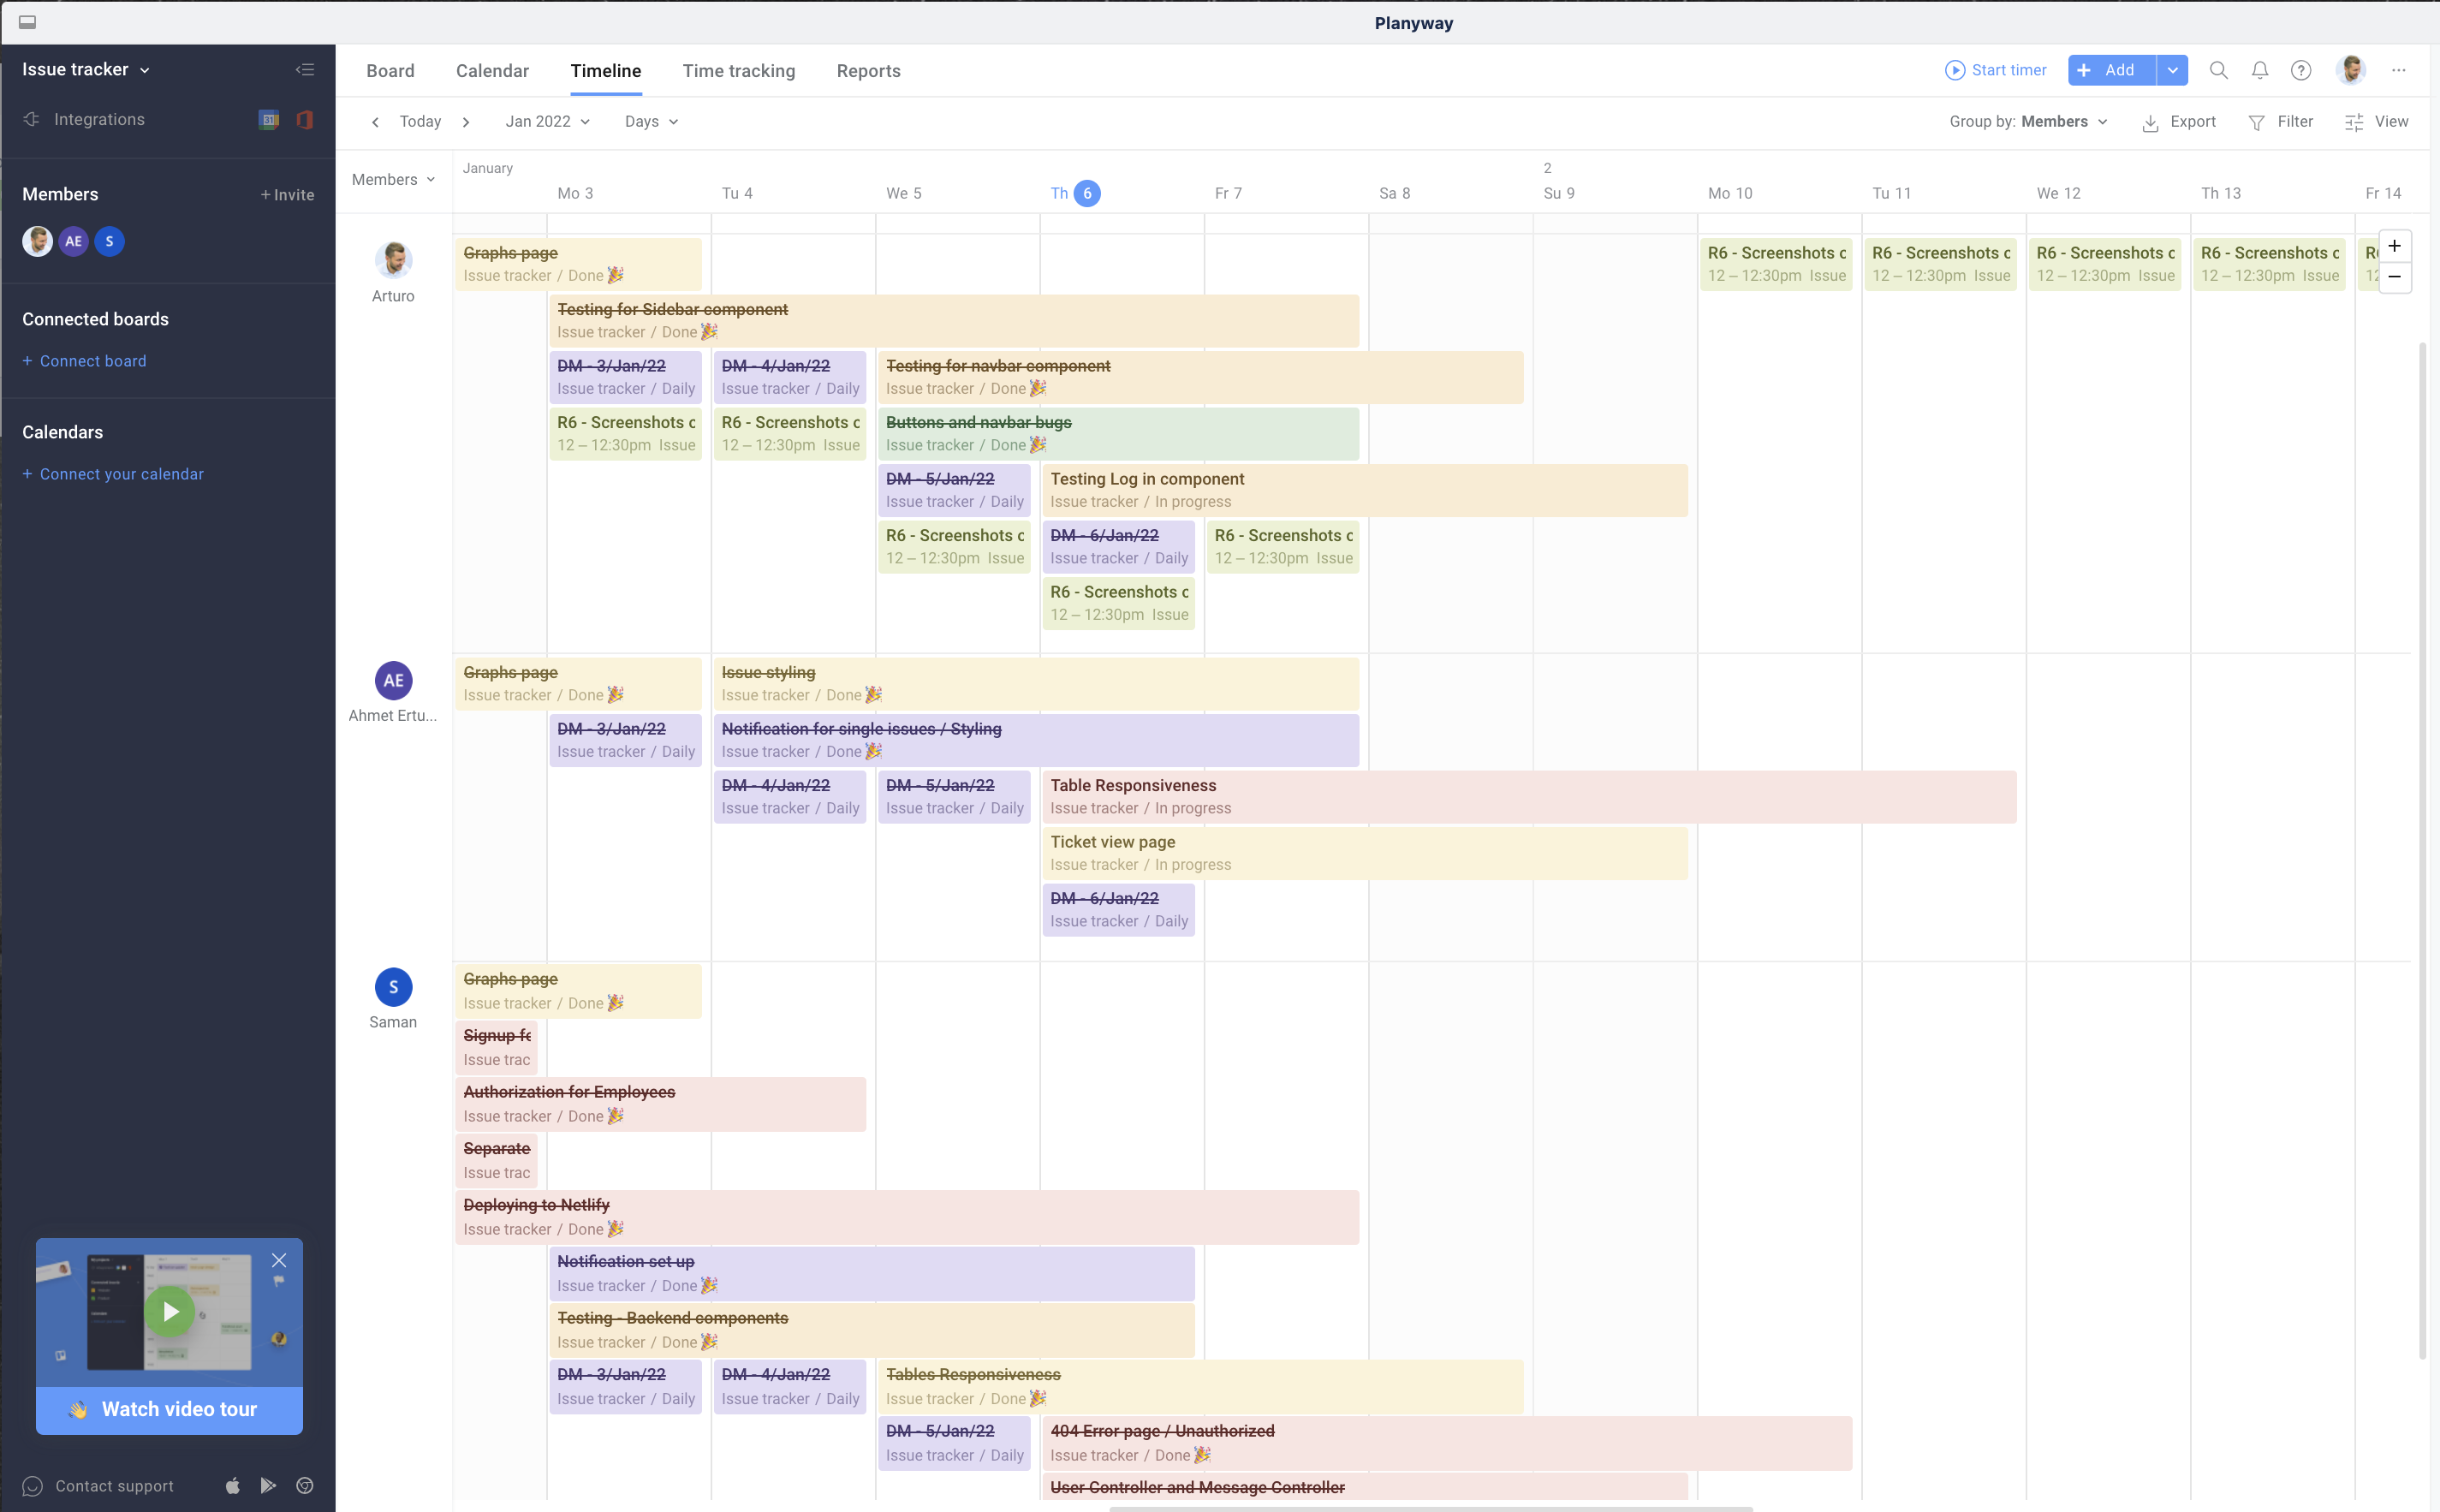 Planyway
Issue tracker
Integrations
31
Members
+ Invite
AE
S
Connected boards
+ Connect board
Calendars
+ Connect your calendar
👋 Watch video tour
Contact support
Board Calendar Timeline Time tracking Reports
Start timer
+ Add
?
Today
Jan 2022
Days
Group by: Members
Export
Filter
View
Members
January
2
Mo 3 Tu 4 We 5 Th 6 Fr 7 Sa 8 Su 9 Mo 10 Tu 11 We 12 Th 13 Fr 14
Arturo
Graphs page
Issue tracker / Done 🎉
R6 - Screenshots c
12 – 12:30pm Issue
R6 - Screenshots c
12 – 12:30pm Issue
R6 - Screenshots c
12 – 12:30pm Issue
R6 - Screenshots c
12 – 12:30pm Issue
+
−
Testing for Sidebar component
Issue tracker / Done 🎉
DM - 3/Jan/22
Issue tracker / Daily
DM - 4/Jan/22
Issue tracker / Daily
Testing for navbar component
Issue tracker / Done 🎉
R6 - Screenshots c
12 – 12:30pm Issue
R6 - Screenshots c
12 – 12:30pm Issue
Buttons and navbar bugs
Issue tracker / Done 🎉
DM - 5/Jan/22
Issue tracker / Daily
Testing Log in component
Issue tracker / In progress
R6 - Screenshots c
12 – 12:30pm Issue
DM - 6/Jan/22
Issue tracker / Daily
R6 - Screenshots c
12 – 12:30pm Issue
R6 - Screenshots c
12 – 12:30pm Issue
AE
Ahmet Ertu...
Graphs page
Issue tracker / Done 🎉
Issue styling
Issue tracker / Done 🎉
DM - 3/Jan/22
Issue tracker / Daily
Notification for single issues / Styling
Issue tracker / Done 🎉
DM - 4/Jan/22
Issue tracker / Daily
DM - 5/Jan/22
Issue tracker / Daily
Table Responsiveness
Issue tracker / In progress
Ticket view page
Issue tracker / In progress
DM - 6/Jan/22
Issue tracker / Daily
S
Saman
Graphs page
Issue tracker / Done 🎉
Signup fo
Issue trac
Authorization for Employees
Issue tracker / Done 🎉
Separate
Issue trac
Deploying to Netlify
Issue tracker / Done 🎉
Notification set up
Issue tracker / Done 🎉
Testing - Backend components
Issue tracker / Done 🎉
DM - 3/Jan/22
Issue tracker / Daily
DM - 4/Jan/22
Issue tracker / Daily
Tables Responsiveness
Issue tracker / Done 🎉
DM - 5/Jan/22
Issue tracker / Daily
404 Error page / Unauthorized
Issue tracker / Done 🎉
User Controller and Message Controller